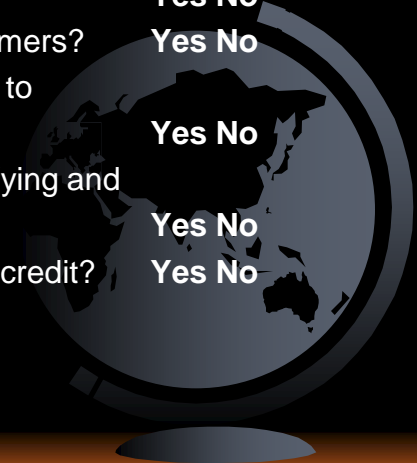 Yes No
mers? Yes No
to
Yes No
ying and
Yes No
credit? Yes No